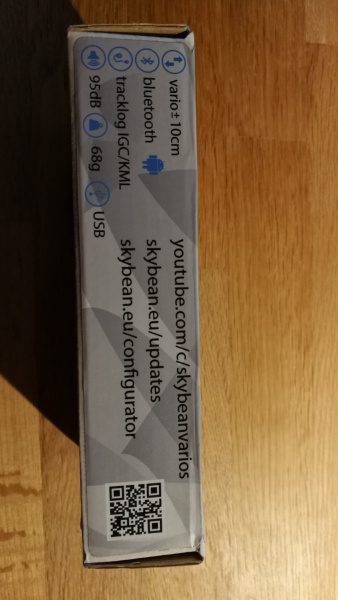 vario± 10cm
bluetooth
tracklog IGC/KML
95dB 68g USB
youtube.com/c/skybeanvarios
skybean.eu/updates
skybean.eu/configurator